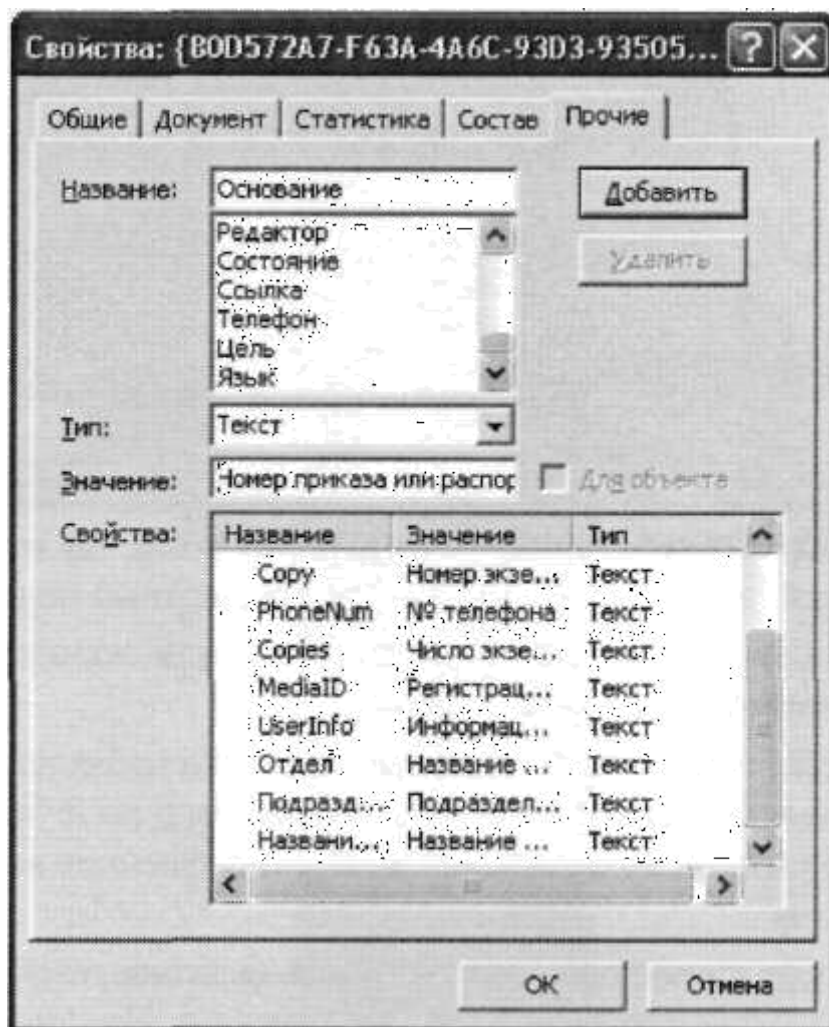 Свойства: {B0D572A7-F63A-4A6C-93D3-93505...
Общие Документ Статистика Состав Прочие
Название: Основание Добавить
Редактор
Состояние
Ссылка
Телефон
Цель
Язык
Удалить
Тип: Текст
Значение: Номер приказа или распор Для объекта
Свойства: Название Значение Тип
Copy Номер экзе... Текст
PhoneNum № телефона Текст
Copies Число экзе... Текст
MediaID Регистрац... Текст
UserInfo Информац... Текст
Отдел Название ... Текст
Подразд... Подраздел... Текст
Названи... Название ... Текст
ОК Отмена